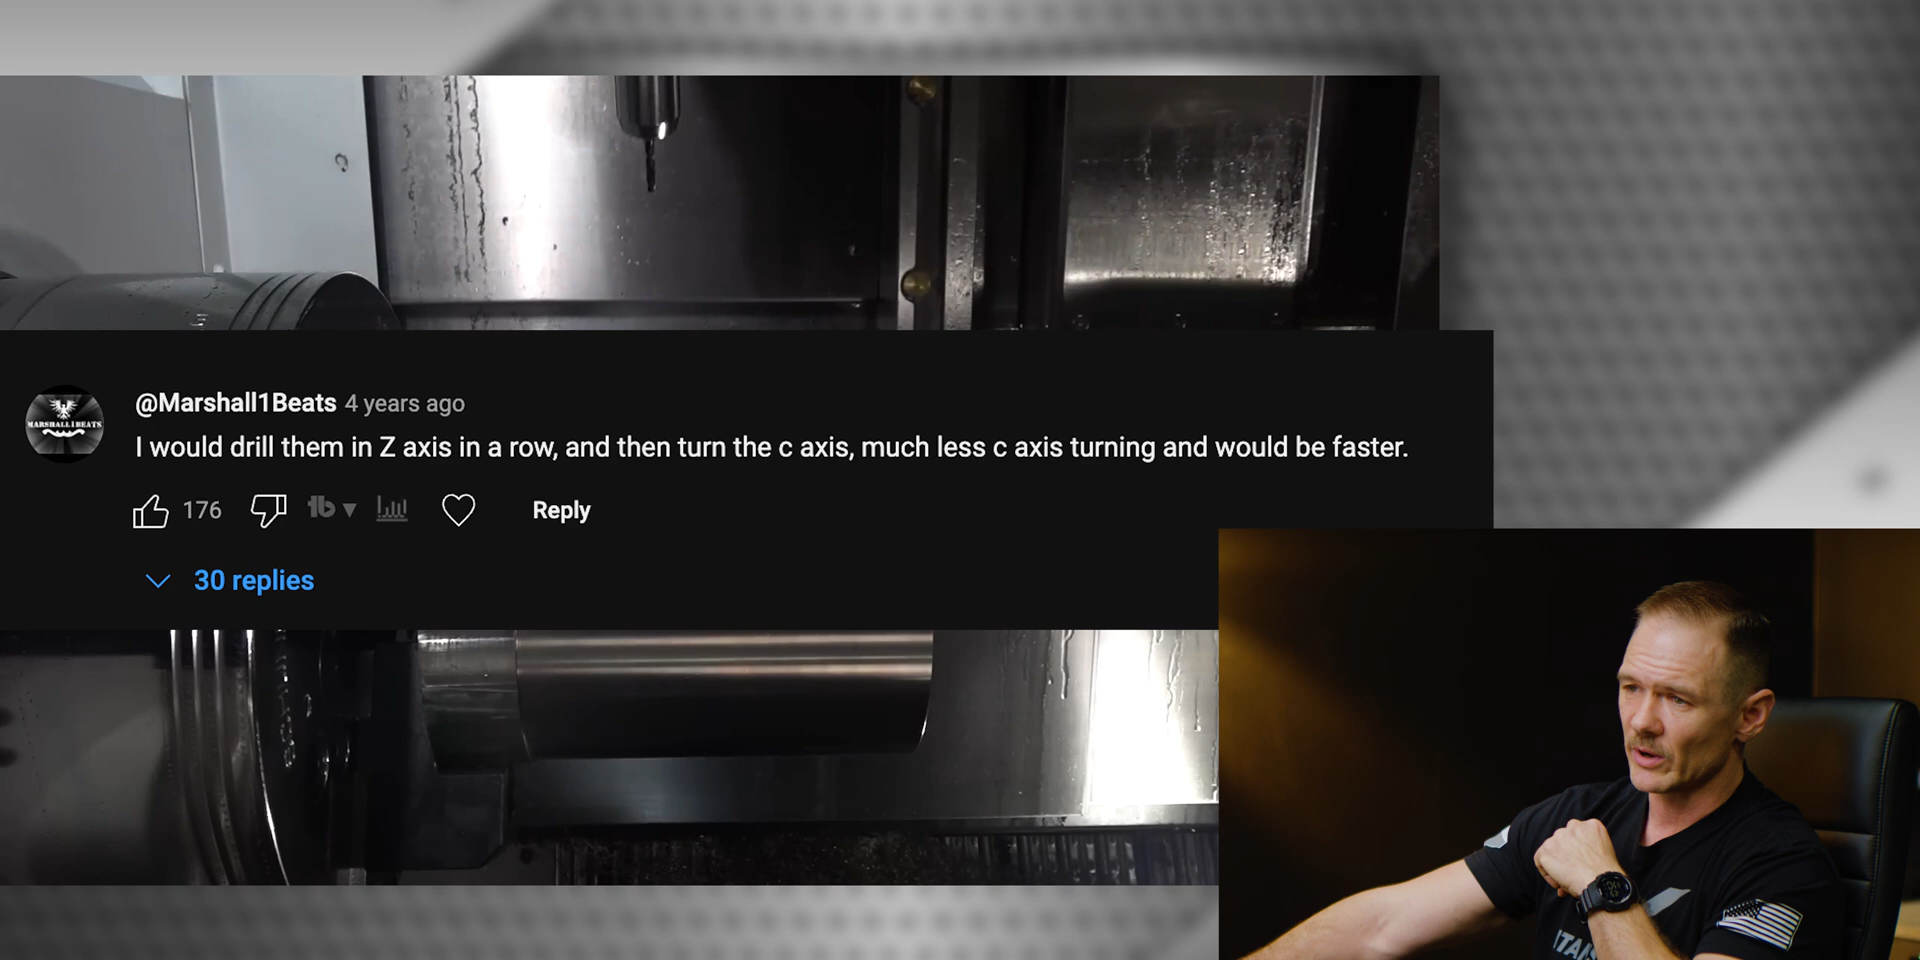 @Marshall1Beats 4 years ago
MARSHALL1BEATS
I would drill them in Z axis in a row, and then turn the c axis, much less c axis turning and would be faster.
176
Reply
30 replies